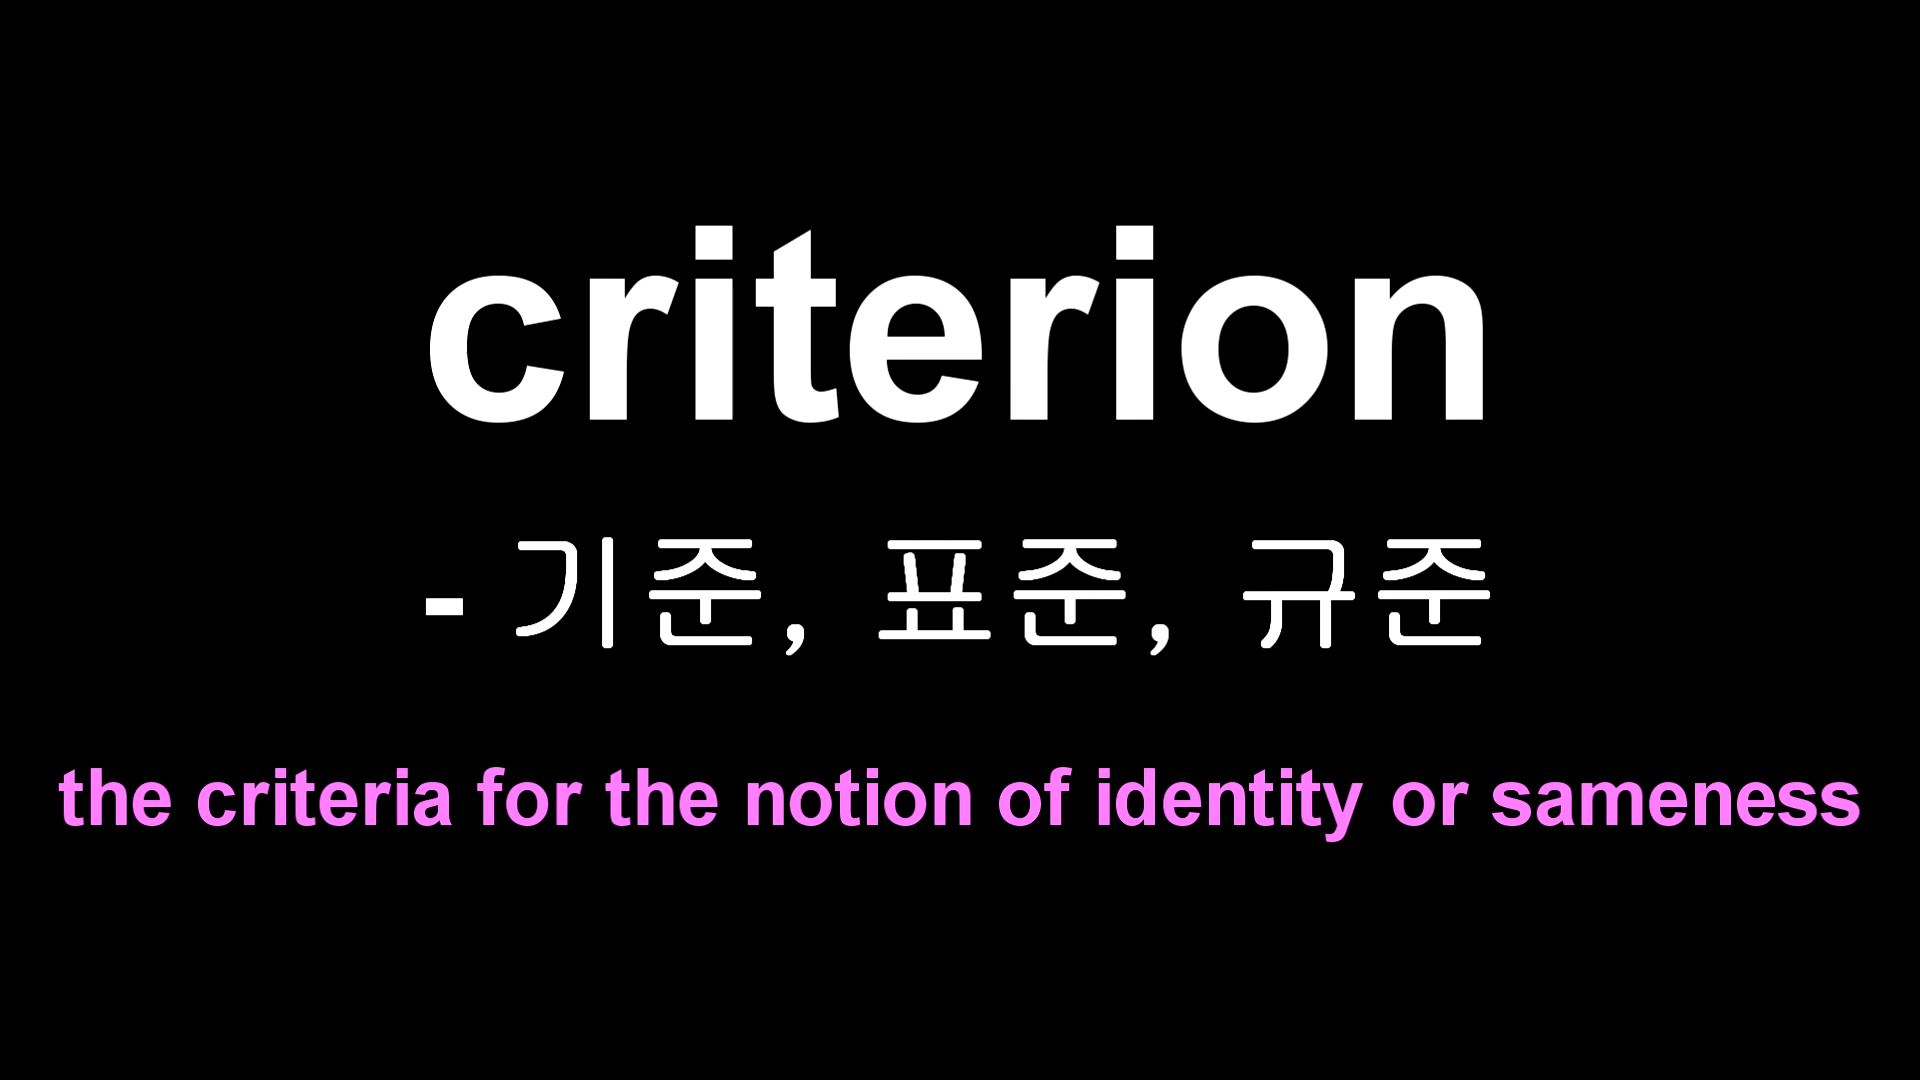 criterion
- 기준, 표준, 규준
the criteria for the notion of identity or sameness